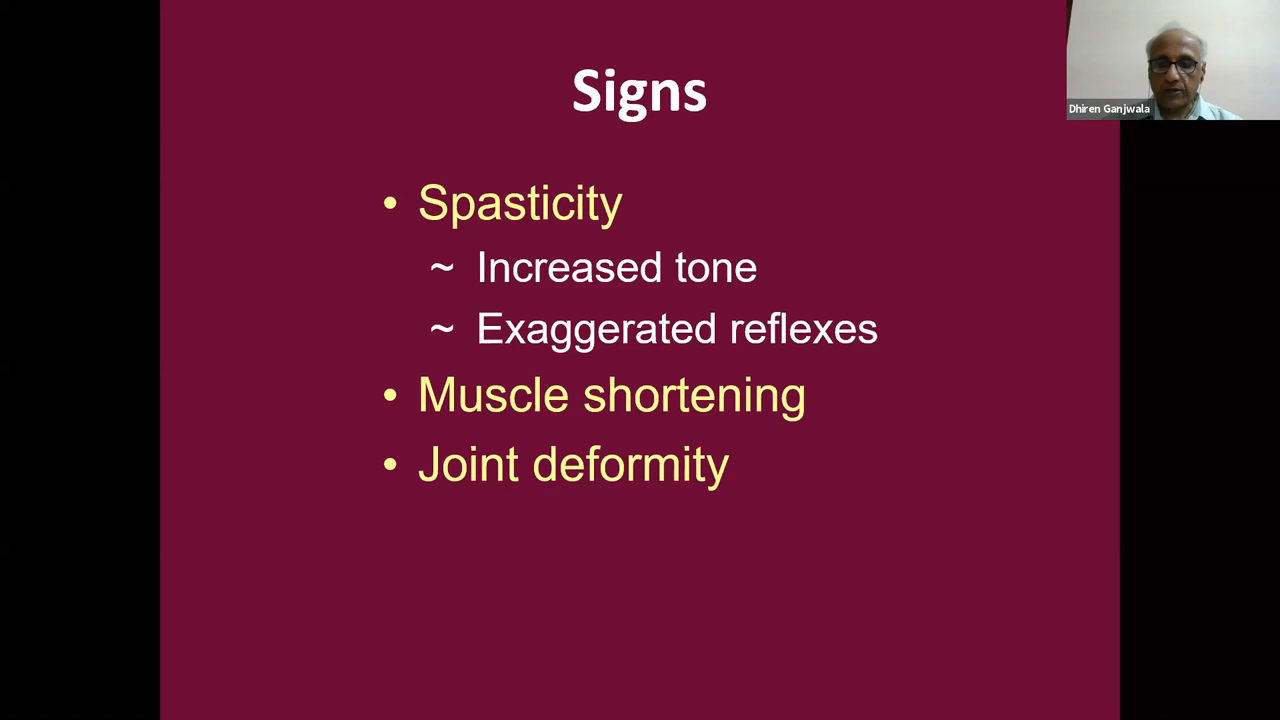 Signs
Dhiren Ganjwala
• Spasticity
~ Increased tone
~ Exaggerated reflexes
• Muscle shortening
• Joint deformity